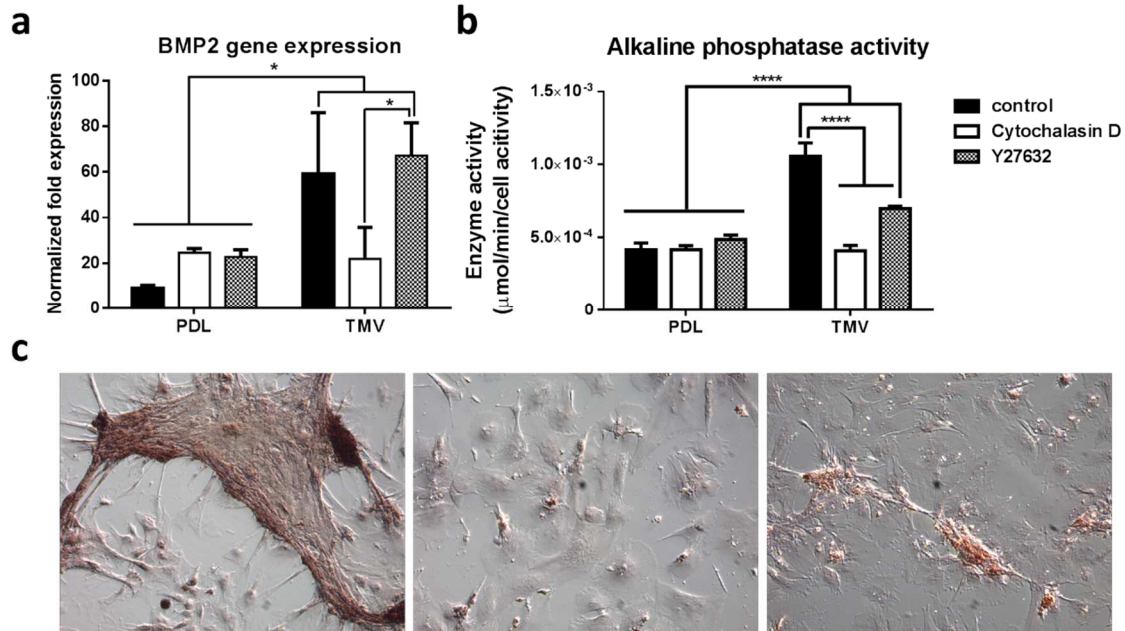 a
BMP2 gene expression
Normalized fold expression
100
80
60
40
20
0
*
*
PDL
TMV
b
Alkaline phosphatase activity
Enzyme activity
(µmol/min/cell acitivity)
1.5×10⁻³
1.0×10⁻³
5.0×10⁻⁴
0
****
****
PDL
TMV
control
Cytochalasin D
Y27632
c